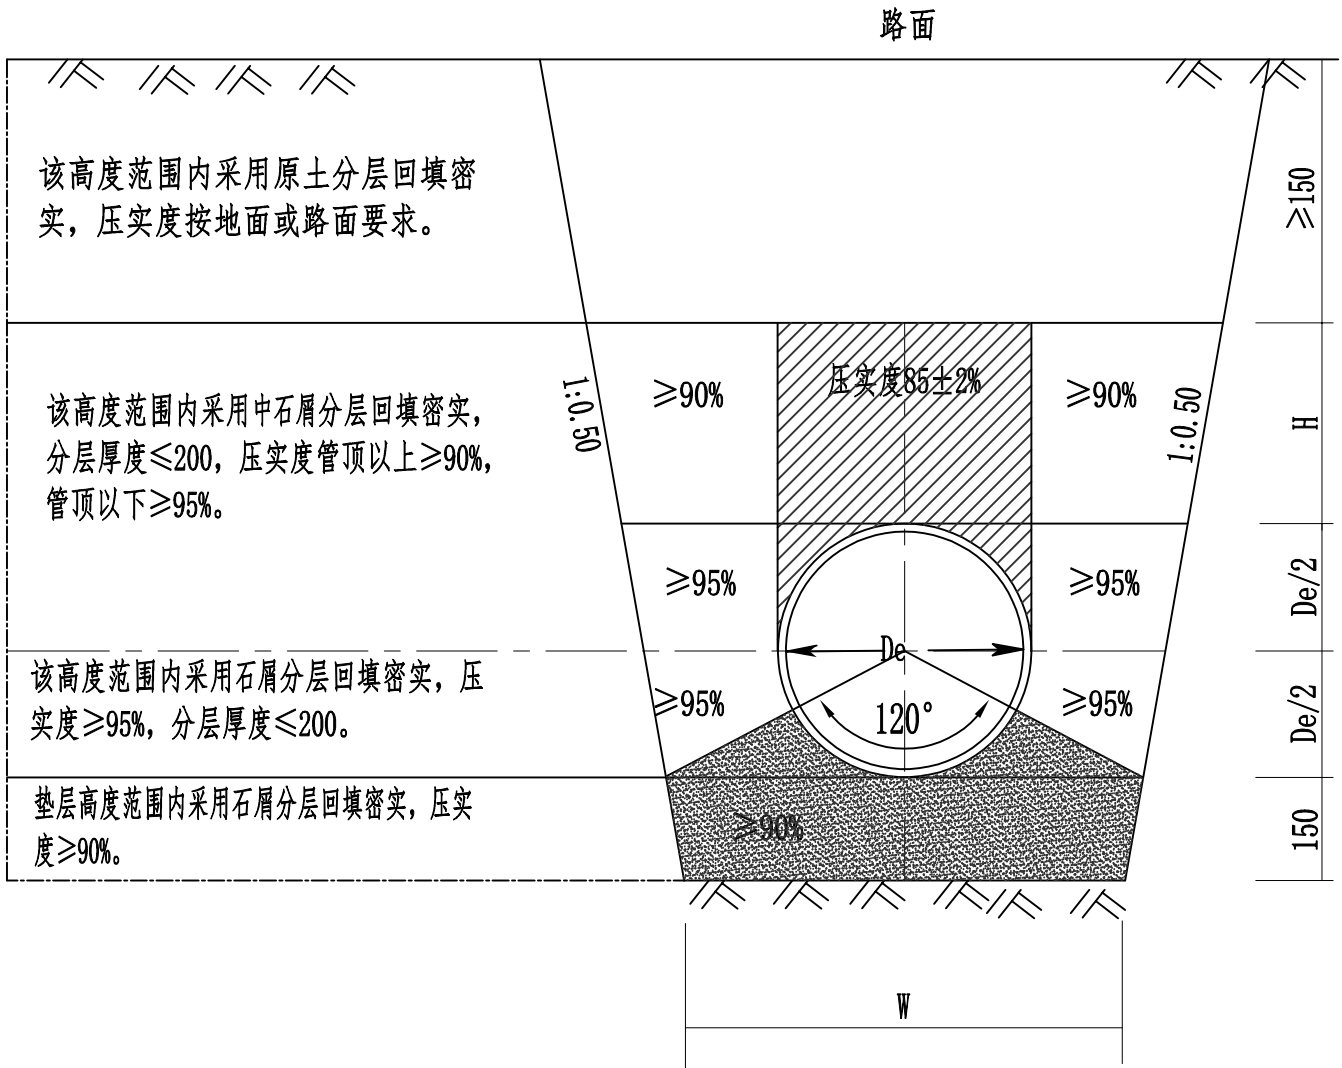 路面
该高度范围内采用原土分层回填密
实，压实度按地面或路面要求。
≥150
该高度范围内采用中石屑分层回填密实，
分层厚度≤200，压实度管顶以上≥90%，
管顶以下≥95%。
1:0.50
≥90%
压实度85±2%
≥90%
1:0.50
H
≥95%
≥95%
De/2
该高度范围内采用石屑分层回填密实，压
实度≥95%，分层厚度≤200。
De
≥95%
120°
≥95%
De/2
垫层高度范围内采用石屑分层回填密实，压实
度≥90%。
≥90%
150
W